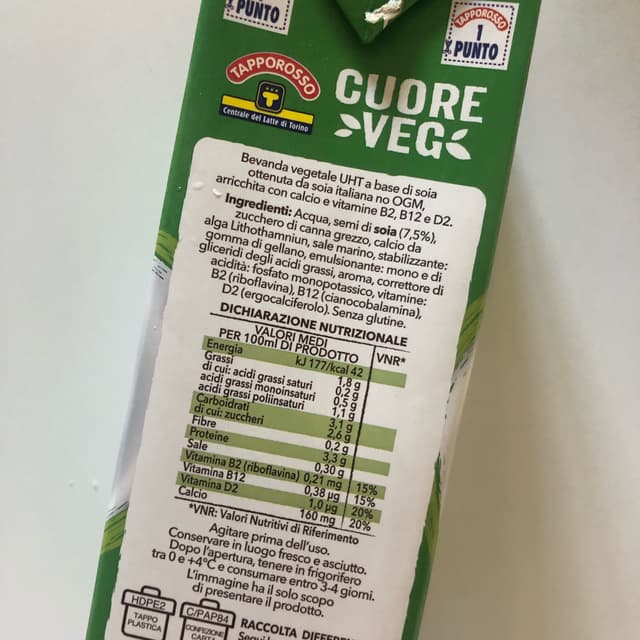 PUNTO
TAPPOROSSO
1
PUNTO
TAPPOROSSO
Centrale del Latte di Torino
CUORE
VEG
Bevanda vegetale UHT a base di soia
ottenuta da soia italiana no OGM,
arricchita con calcio e vitamine B2, B12 e D2.
Ingredienti: Acqua, semi di soia (7,5%),
zucchero di canna grezzo, calcio da
alga Lithothamniun, sale marino, stabilizzante:
gomma di gellano, emulsionante: mono e di
gliceridi degli acidi grassi, aroma, correttore di
acidità: fosfato monopotassico, vitamine:
B2 (riboflavina), B12 (cianocobalamina),
D2 (ergocalciferolo). Senza glutine.
DICHIARAZIONE NUTRIZIONALE
VALORI MEDI
PER 100ml DI PRODOTTO VNR*
Energia kJ 177/kcal 42
Grassi 1,8 g
di cui: acidi grassi saturi 0,2 g
acidi grassi monoinsaturi 0,5 g
acidi grassi poliinsaturi 1,1 g
Carboidrati 3,1 g
di cui: zuccheri 2,6 g
Fibre 0,2 g
Proteine 3,3 g
Sale 0,30 g
Vitamina B2 (riboflavina) 0,21 mg 15%
Vitamina B12 0,38 µg 15%
Vitamina D2 1,0 µg 20%
Calcio 160 mg 20%
*VNR: Valori Nutritivi di Riferimento
Agitare prima dell'uso.
Conservare in luogo fresco e asciutto.
Dopo l'apertura, tenere in frigorifero
tra 0 e +4°C e consumare entro 3-4 giorni.
L'immagine ha il solo scopo
di presentare il prodotto.
HDPE2
TAPPO
PLASTICA
C/PAP84
CONFEZIONE
CARTA
RACCOLTA